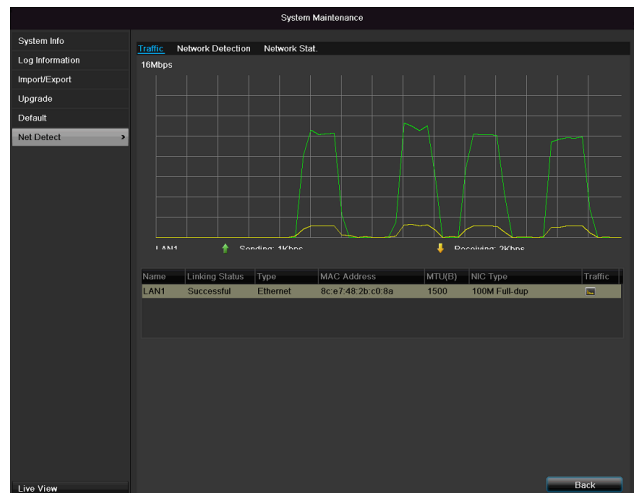 System Maintenance
System Info
Log Information
Import/Export
Upgrade
Default
Net Detect >
Traffic Network Detection Network Stat.
16Mbps
LAN1 Sending: 1Kbps Receiving: 2Kbps
Name Linking Status Type MAC Address MTU(B) NIC Type Traffic
LAN1 Successful Ethernet 8c:e7:48:2b:c0:8a 1500 100M Full-dup
Live View
Back